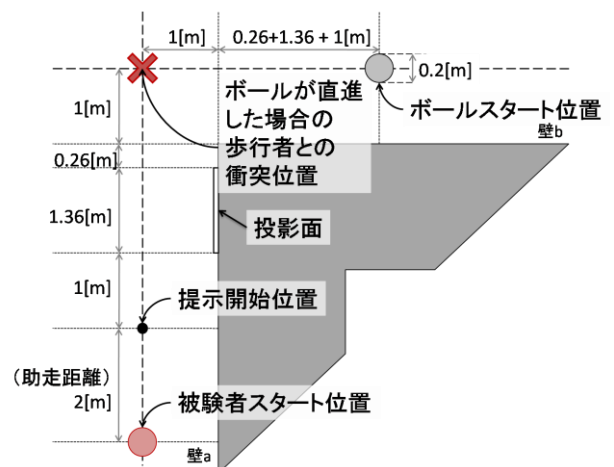 1[m]
0.26+1.36 + 1[m]
0.2[m]
ボールスタート位置
壁b
1[m]
ボールが直進
した場合の
歩行者との
衝突位置
0.26[m]
1.36[m]
投影面
1[m]
提示開始位置
(助走距離)
2[m]
被験者スタート位置
壁a